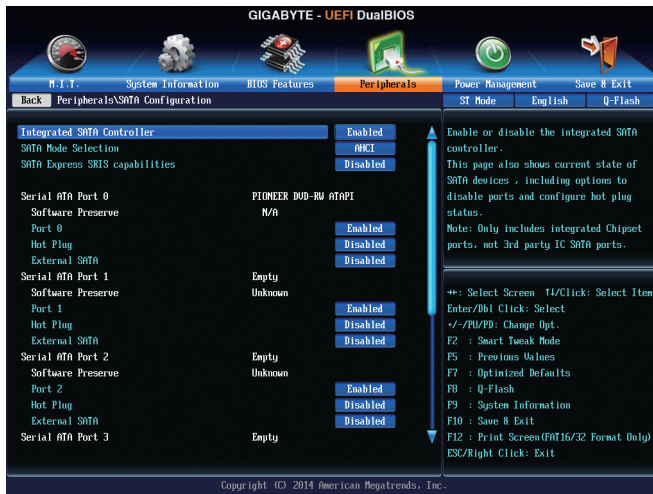 GIGABYTE - UEFI DualBIOS
M.I.T. System Information BIOS Features Peripherals Power Management Save & Exit
Back Peripherals\SATA Configuration ST Mode English Q-Flash
Integrated SATA Controller Enabled
SATA Mode Selection AHCI
SATA Express SRIS capabilities Disabled
Serial ATA Port 0 PIONEER DVD-RW ATAPI
Software Preserve N/A
Port 0 Enabled
Hot Plug Disabled
External SATA Disabled
Serial ATA Port 1 Empty
Software Preserve Unknown
Port 1 Enabled
Hot Plug Disabled
External SATA Disabled
Serial ATA Port 2 Empty
Software Preserve Unknown
Port 2 Enabled
Hot Plug Disabled
External SATA Disabled
Serial ATA Port 3 Empty
Enable or disable the integrated SATA
controller.
This page also shows current state of
SATA devices , including options to
disable ports and configure hot plug
status.
Note: Only includes integrated Chipset
ports, not 3rd party IC SATA ports.
→←: Select Screen ↑↓/Click: Select Item
Enter/Dbl Click: Select
+/-/PU/PD: Change Opt.
F2 : Smart Tweak Mode
F5 : Previous Values
F7 : Optimized Defaults
F8 : Q-Flash
F9 : System Information
F10 : Save & Exit
F12 : Print Screen(FAT16/32 Format Only)
ESC/Right Click: Exit
Copyright (C) 2014 American Megatrends, Inc.